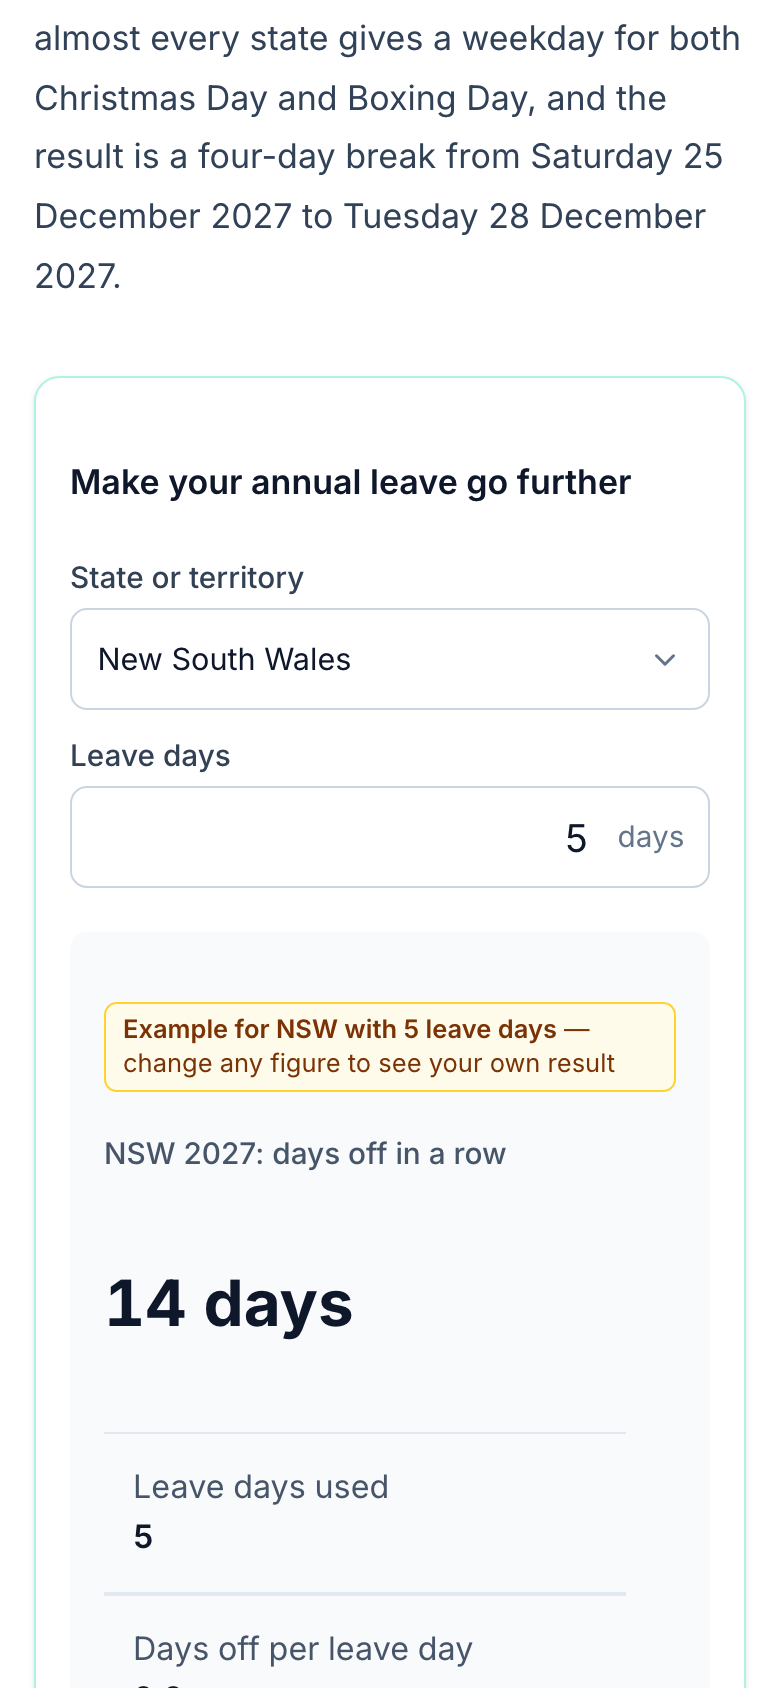 almost every state gives a weekday for both
Christmas Day and Boxing Day, and the
result is a four-day break from Saturday 25
December 2027 to Tuesday 28 December
2027.
Make your annual leave go further
State or territory
New South Wales
Leave days
5 days
Example for NSW with 5 leave days —
change any figure to see your own result
NSW 2027: days off in a row
14 days
Leave days used
5
Days off per leave day